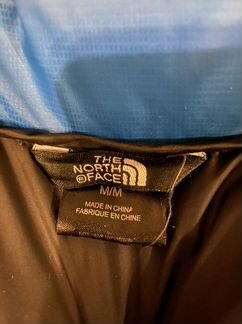 THE
NORTH
FACE
M/M
MADE IN CHINA
FABRIQUE EN CHINE